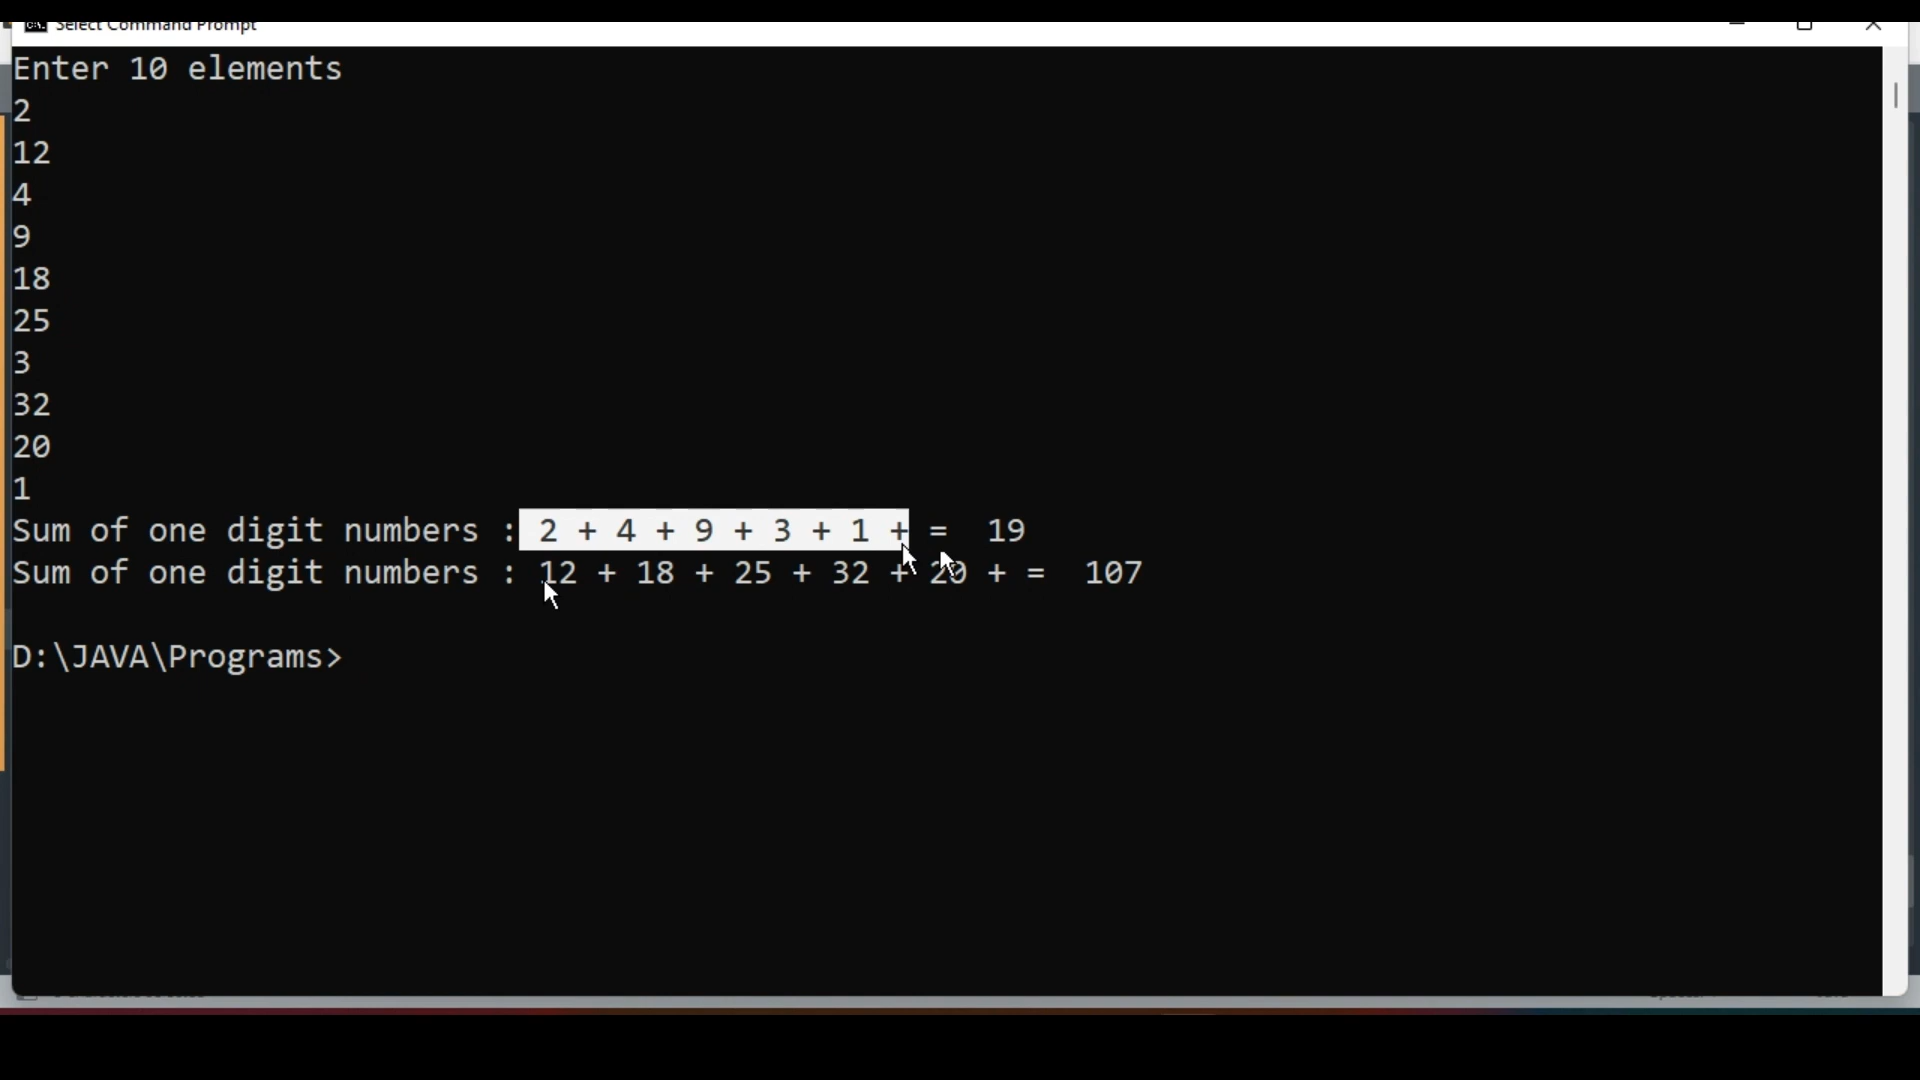 Select Command Prompt
Enter 10 elements
2
12
4
9
18
25
3
32
20
1
Sum of one digit numbers : 2 + 4 + 9 + 3 + 1 + =  19
Sum of one digit numbers : 12 + 18 + 25 + 32 + 20 + =  107
D:\JAVA\Programs>